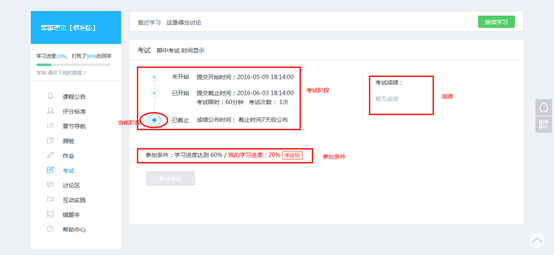 最近学习 这是得分讨论
继续学习
学习进度20%，打败了99%的同学
课程公告
评分标准
章节导航
测验
作业
考试
讨论区
互动实践
错题本
帮助中心
考试 期中考试 时间显示
未开始 提交开始时间：2016-05-09 18:14:00
已开始 提交截止时间：2016-06-03 18:14:00
考试限时：60分钟 考试次数：1次
已截止 成绩公布时间： 截止时间7天后公布
考试阶段
当前阶段
考试成绩：
暂无成绩
成绩
参加条件：学习进度达到 60% / 我的学习进度：20% 未达标
参加条件
参加考试